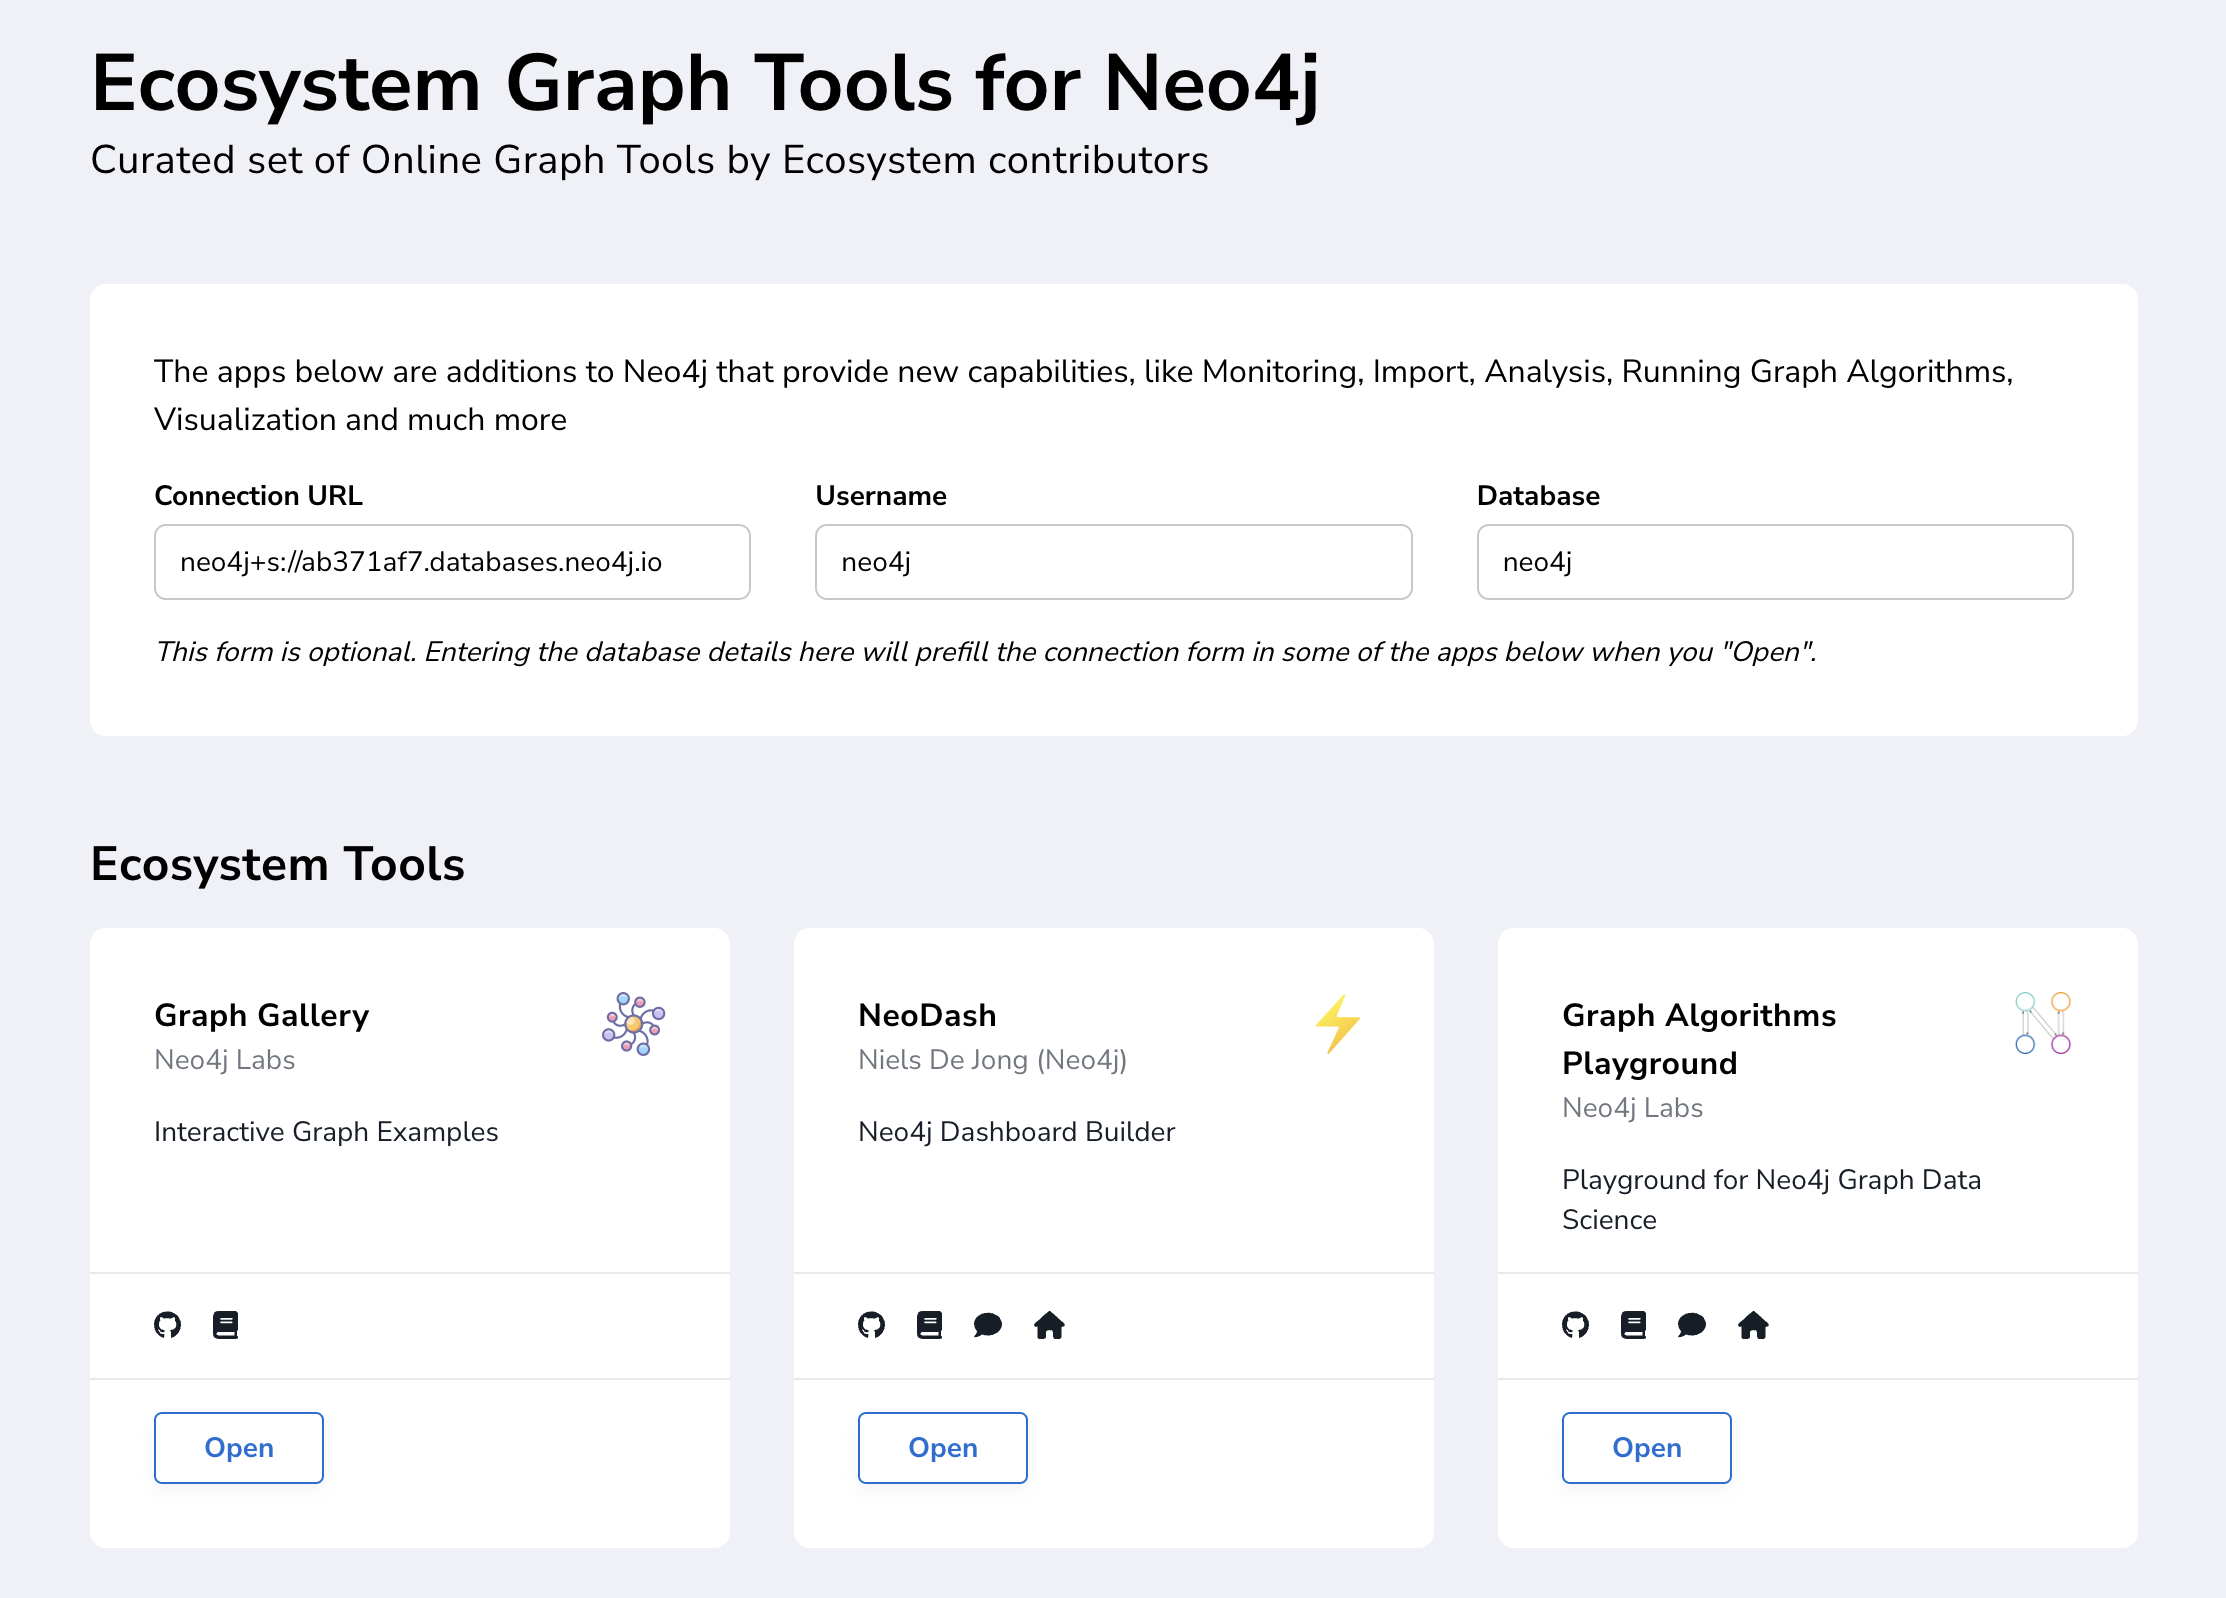 Ecosystem Graph Tools for Neo4j
Curated set of Online Graph Tools by Ecosystem contributors
The apps below are additions to Neo4j that provide new capabilities, like Monitoring, Import, Analysis, Running Graph Algorithms,
Visualization and much more
Connection URL
neo4j+s://ab371af7.databases.neo4j.io
Username
neo4j
Database
neo4j
This form is optional. Entering the database details here will prefill the connection form in some of the apps below when you "Open".
Ecosystem Tools
Graph Gallery
Neo4j Labs
Interactive Graph Examples
Open
NeoDash
Niels De Jong (Neo4j)
Neo4j Dashboard Builder
Open
Graph Algorithms
Playground
Neo4j Labs
Playground for Neo4j Graph Data
Science
Open